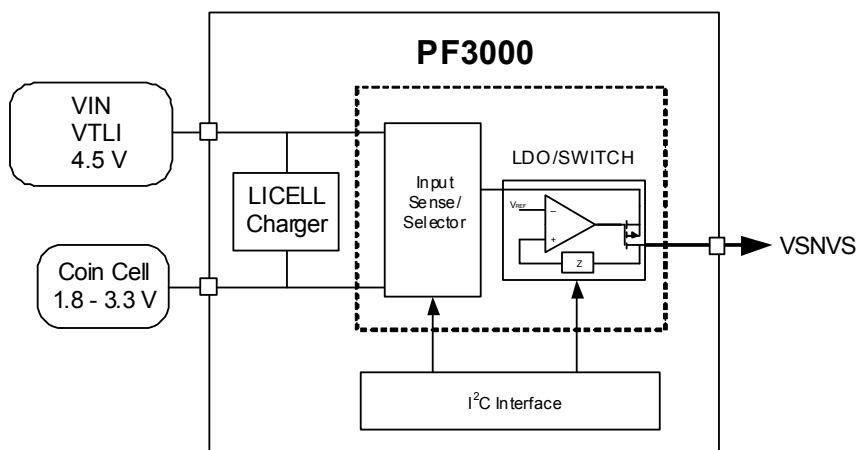 PF3000
VIN
VTLI
4.5 V
LICELL
Charger
Coin Cell
1.8 - 3.3 V
Input
Sense/
Selector
LDO/SWITCH
VREF
–
+
Z
VSNVS
I²C Interface